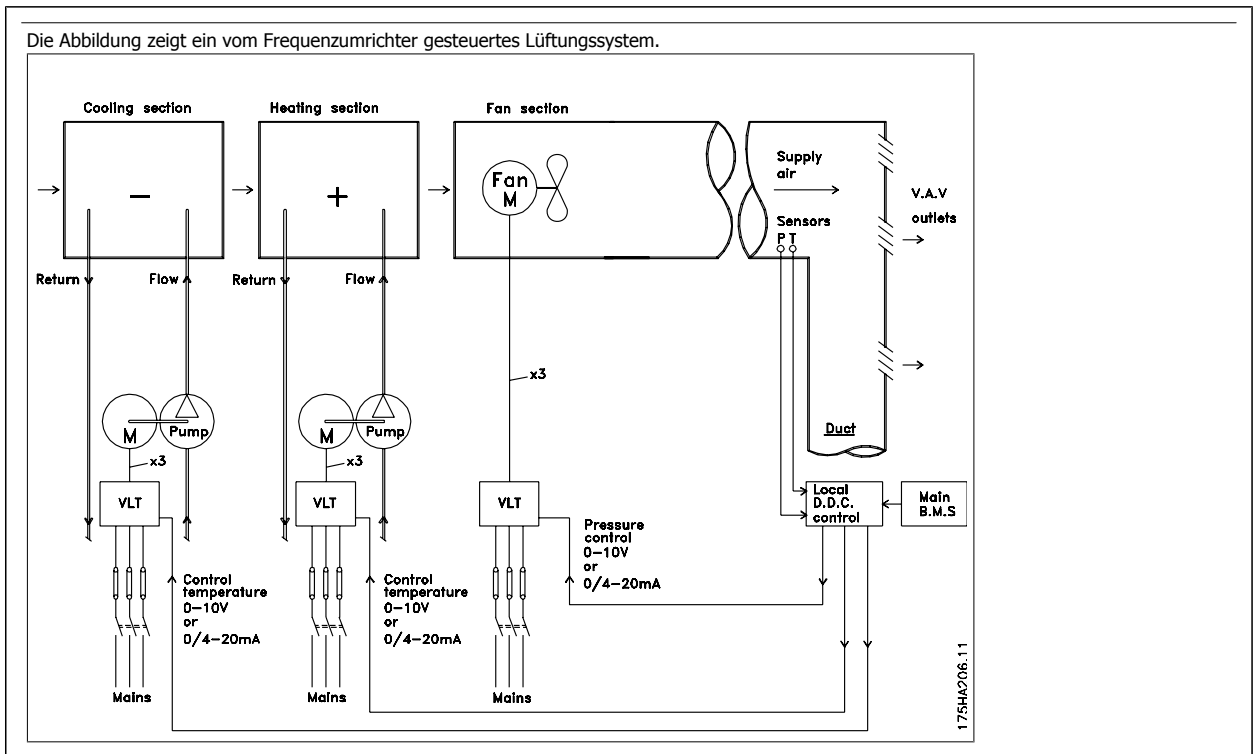 Die Abbildung zeigt ein vom Frequenzumrichter gesteuertes Lüftungssystem.
Cooling section
Heating section
Fan section
−
+
Fan
M
Supply
air
Sensors
P T
V.A.V
outlets
Return
Flow
Return
Flow
x3
M
Pump
M
Pump
Duct
x3
x3
VLT
VLT
VLT
Local
D.D.C.
control
Main
B.M.S
Pressure
control
0−10V
or
0/4−20mA
Control
temperature
0−10V
or
0/4−20mA
Control
temperature
0−10V
or
0/4−20mA
Mains
Mains
Mains
175HA206.11